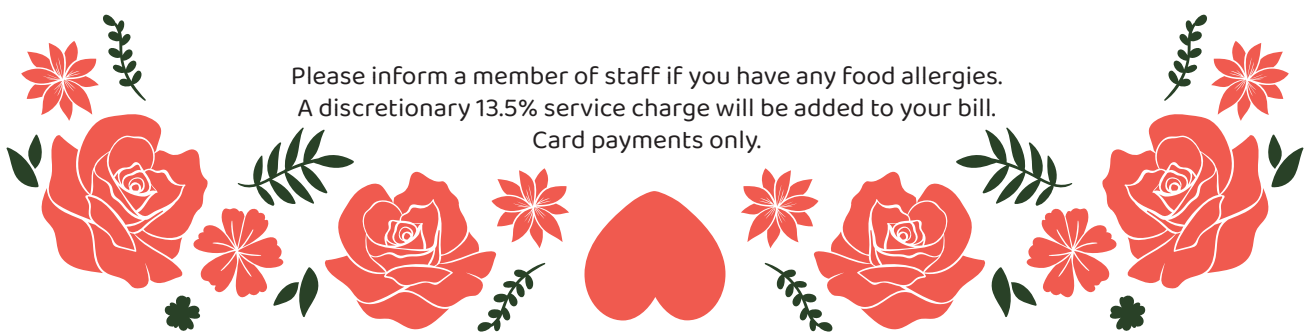 Please inform a member of staff if you have any food allergies.
A discretionary 13.5% service charge will be added to your bill.
Card payments only.